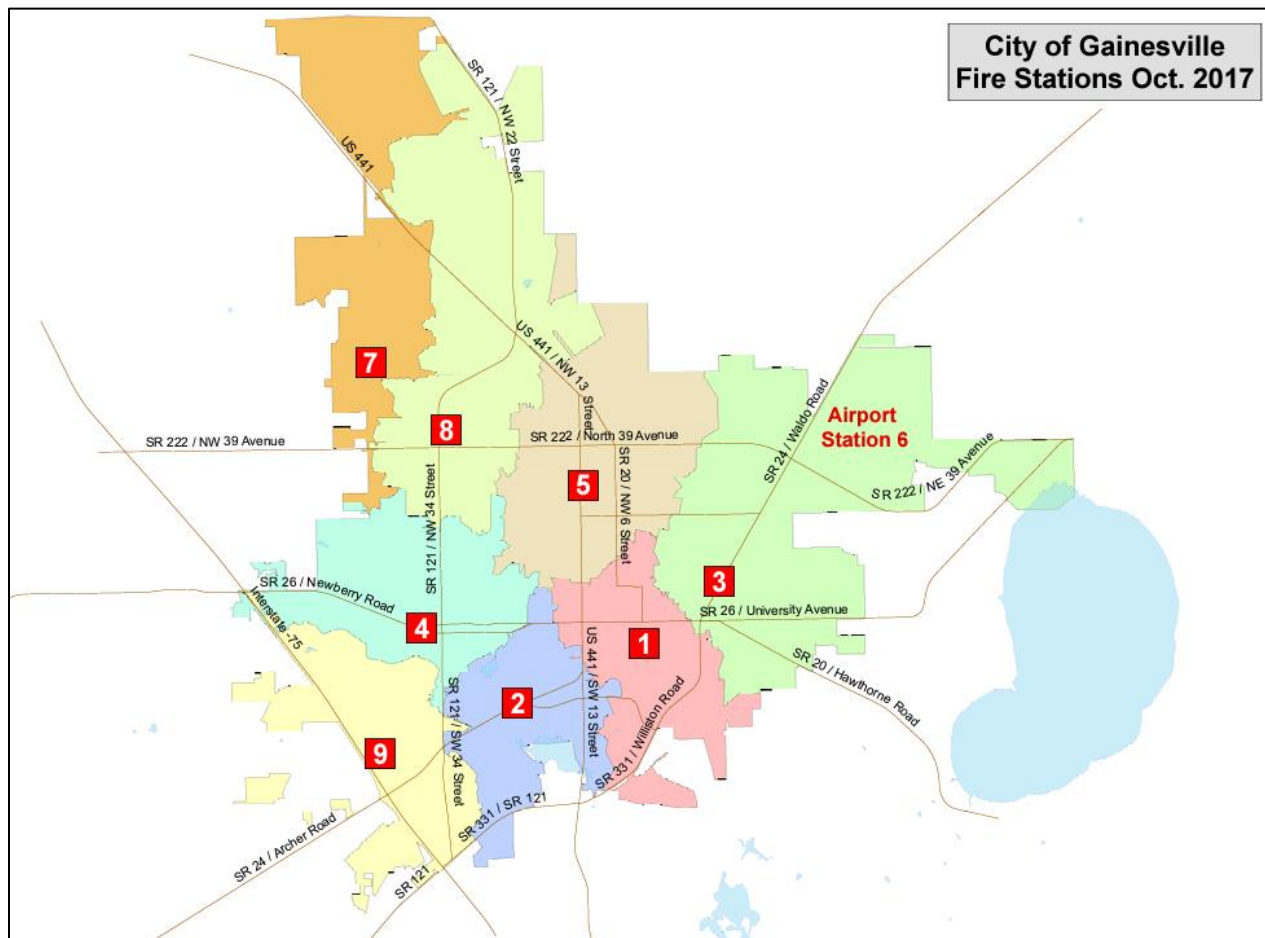 City of Gainesville
Fire Stations Oct. 2017
SR 121 / NW 22 Street
US 441
US 441 / NW 13
Street
7
8
Airport
Station 6
SR 24 / Waldo Road
SR 222 / NW 39 Avenue
SR 222 / North 39 Avenue
SR 222 / NE 39 Avenue
5
SR 20 / NW 6 Street
SR 121 / NW 34 Street
3
SR 26 / Newberry Road
Interstate -75
SR 26 / University Avenue
4
1
US 441 / SW 13 Street
SR 20 / Hawthorne Road
2
SR 121 / SW 34 Street
SR 331 / Williston Road
9
SR 331 / SR 121
SR 24 / Archer Road
SR 121